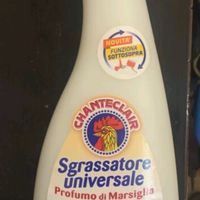 NOVITÀ
FUNZIONA
SOTTOSOPRA
CHANTECLAIR
Sgrassatore
universale
Profumo di Marsiglia